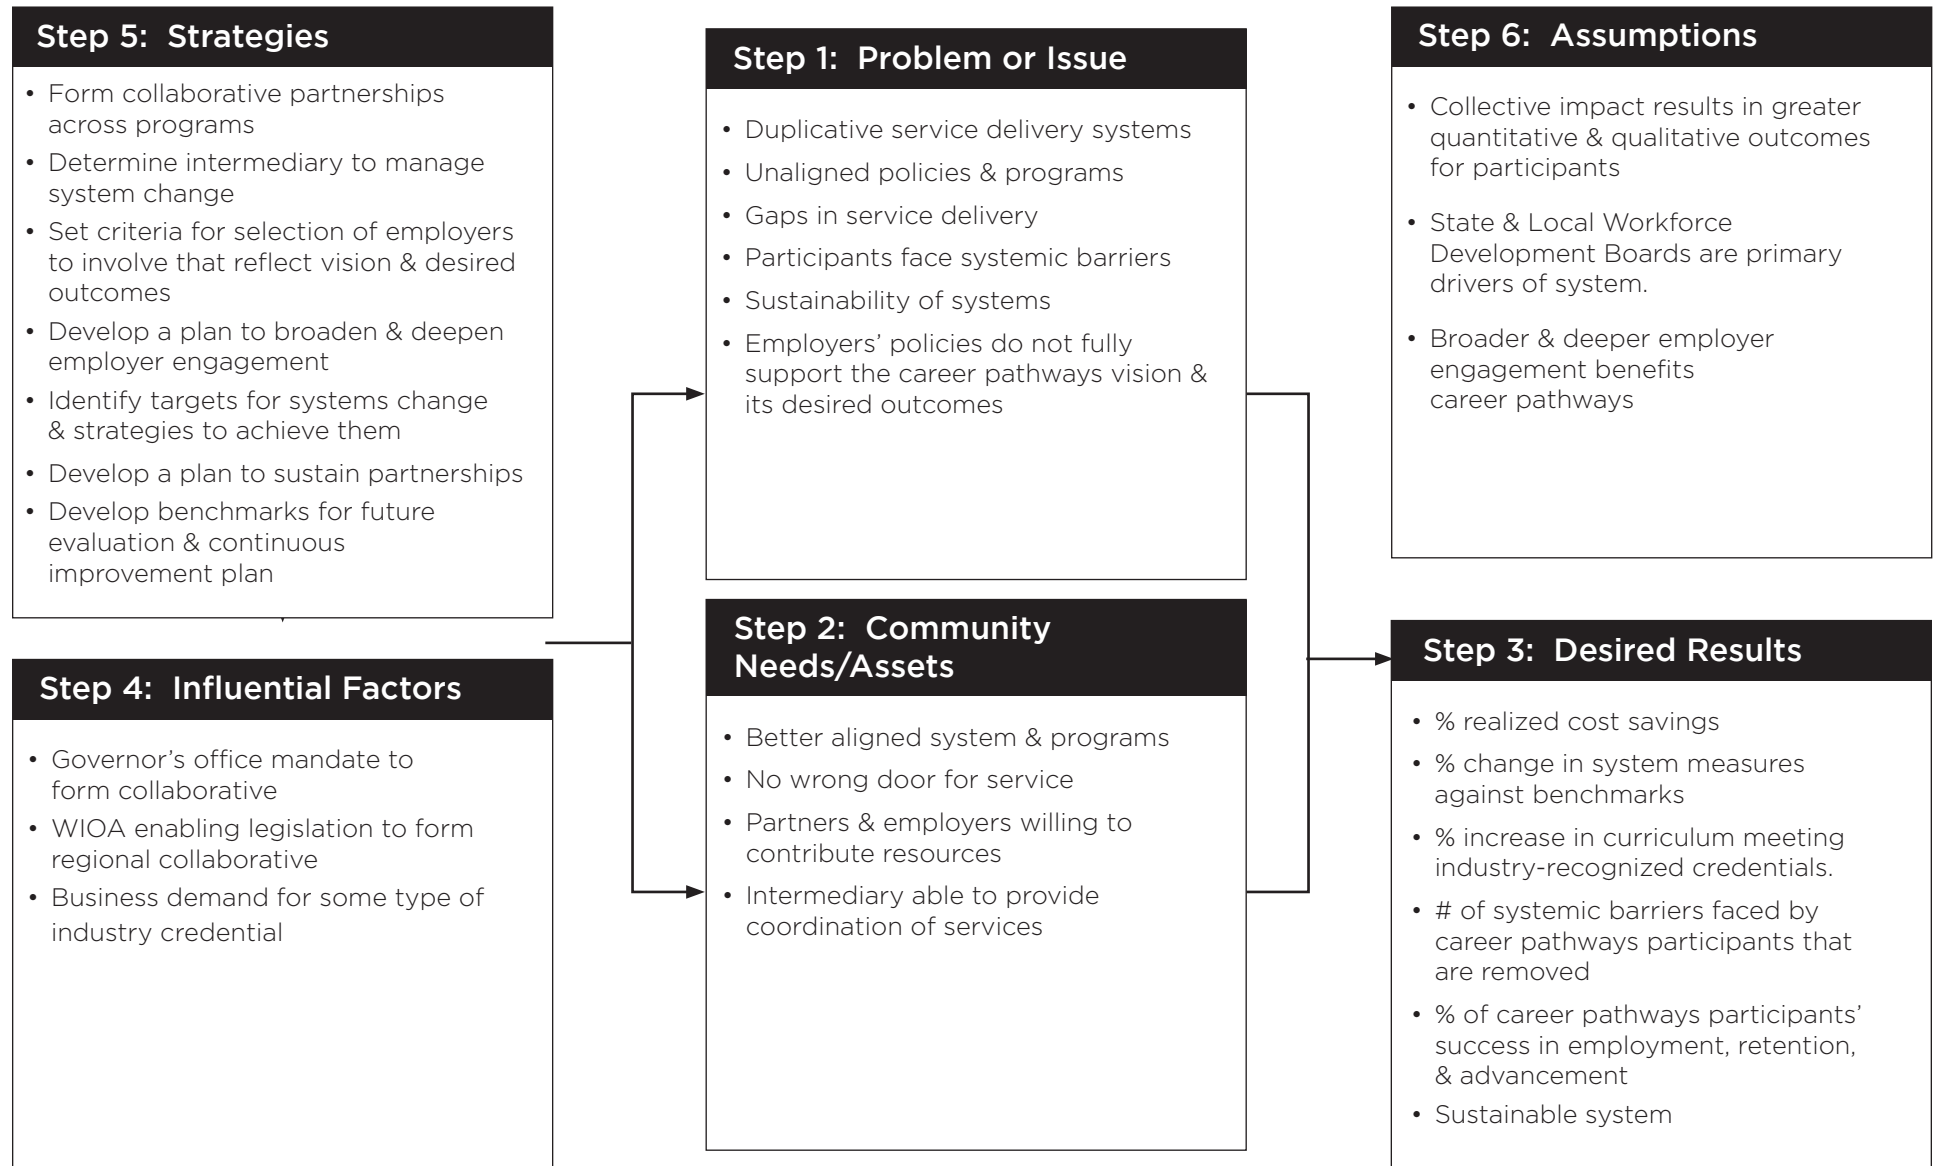 Step 5: Strategies
• Form collaborative partnerships
across programs
• Determine intermediary to manage
system change
• Set criteria for selection of employers
to involve that reflect vision & desired
outcomes
• Develop a plan to broaden & deepen
employer engagement
• Identify targets for systems change
& strategies to achieve them
• Develop a plan to sustain partnerships
• Develop benchmarks for future
evaluation & continuous
improvement plan
Step 4: Influential Factors
• Governor’s office mandate to
form collaborative
• WIOA enabling legislation to form
regional collaborative
• Business demand for some type of
industry credential
Step 1: Problem or Issue
• Duplicative service delivery systems
• Unaligned policies & programs
• Gaps in service delivery
• Participants face systemic barriers
• Sustainability of systems
• Employers’ policies do not fully
support the career pathways vision &
its desired outcomes
Step 2: Community
Needs/Assets
• Better aligned system & programs
• No wrong door for service
• Partners & employers willing to
contribute resources
• Intermediary able to provide
coordination of services
Step 6: Assumptions
• Collective impact results in greater
quantitative & qualitative outcomes
for participants
• State & Local Workforce
Development Boards are primary
drivers of system.
• Broader & deeper employer
engagement benefits
career pathways
Step 3: Desired Results
• % realized cost savings
• % change in system measures
against benchmarks
• % increase in curriculum meeting
industry-recognized credentials.
• # of systemic barriers faced by
career pathways participants that
are removed
• % of career pathways participants’
success in employment, retention,
& advancement
• Sustainable system